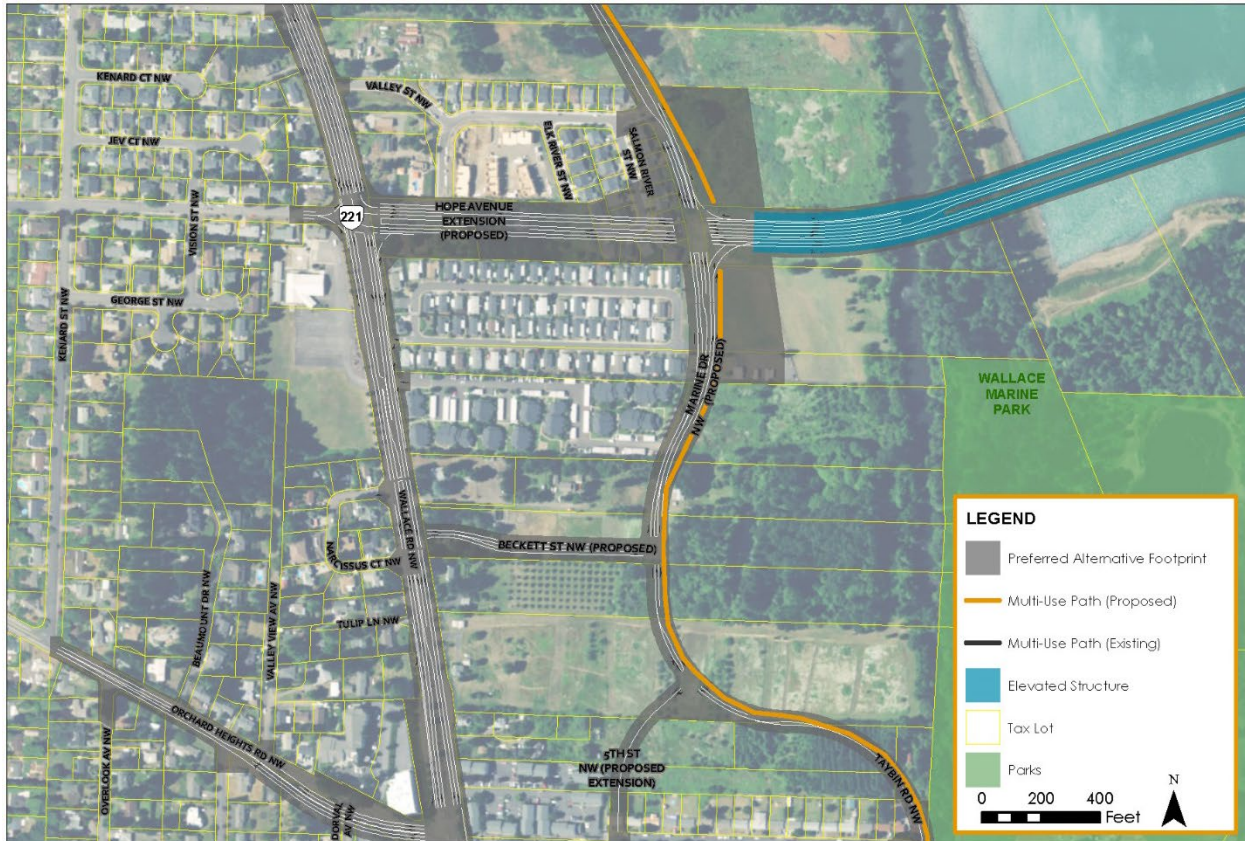 KENARD CT NW
VALLEY ST NW
JEV CT NW
ELK RIVER ST NW
SALMON RIVER
ST NW
221
HOPE AVENUE
EXTENSION
(PROPOSED)
VISION ST NW
GEORGE ST NW
KENARD ST NW
MARINE DR
NW (PROPOSED)
WALLACE
MARINE
PARK
WALLACE RD NW
BECKETT ST NW (PROPOSED)
NARCISSUS CT NW
TULIP LN NW
BEAUMOUNT DR NW
VALLEY VIEW AV NW
ORCHARD HEIGHTS RD NW
OVERLOOK AV NW
DORVAL
AV NW
5TH ST
NW (PROPOSED
EXTENSION)
TAYBIN RD NW
LEGEND
Preferred Alternative Footprint
Multi-Use Path (Proposed)
Multi-Use Path (Existing)
Elevated Structure
Tax Lot
Parks
N
0 200 400
Feet